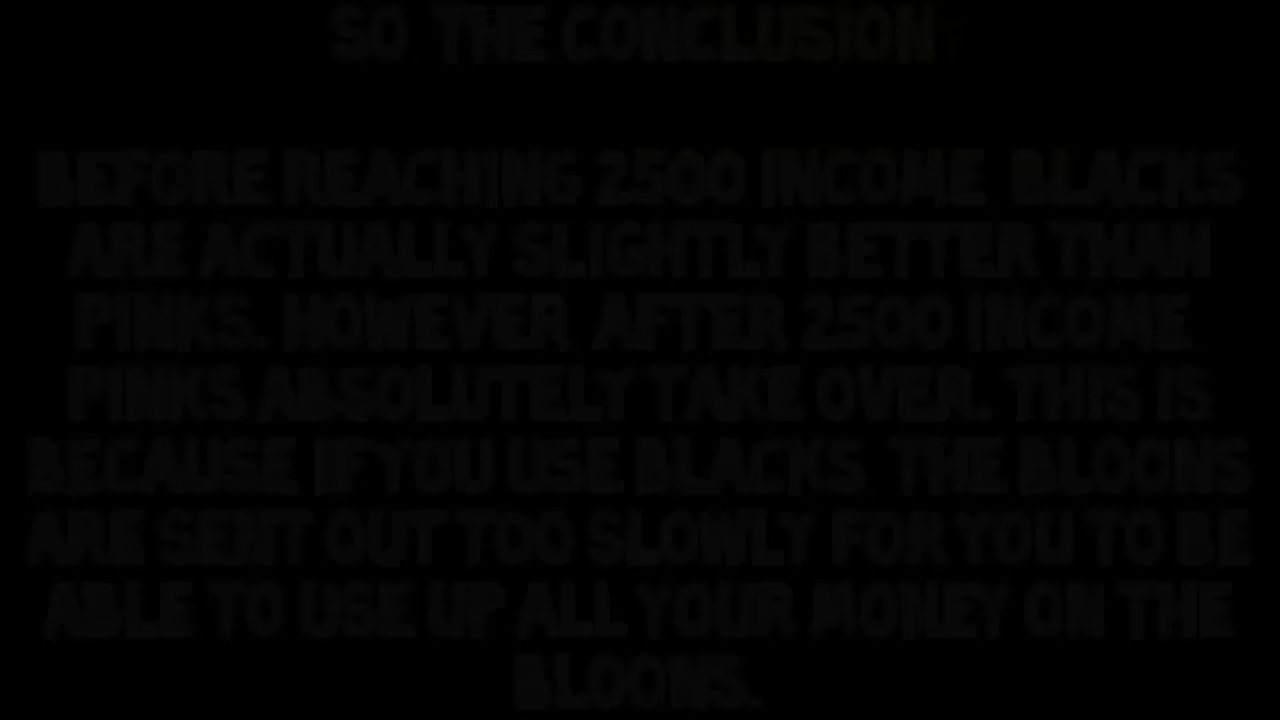 SO, THE CONCLUSION:
BEFORE REACHING 2500 INCOME, BLACKS
ARE ACTUALLY SLIGHTLY BETTER THAN
PINKS. HOWEVER, AFTER 2500 INCOME,
PINKS ABSOLUTELY TAKE OVER. THIS IS
BECAUSE IF YOU USE BLACKS, THE BLOONS
ARE SENT OUT TOO SLOWLY FOR YOU TO BE
ABLE TO USE UP ALL YOUR MONEY ON THE
BLOONS.